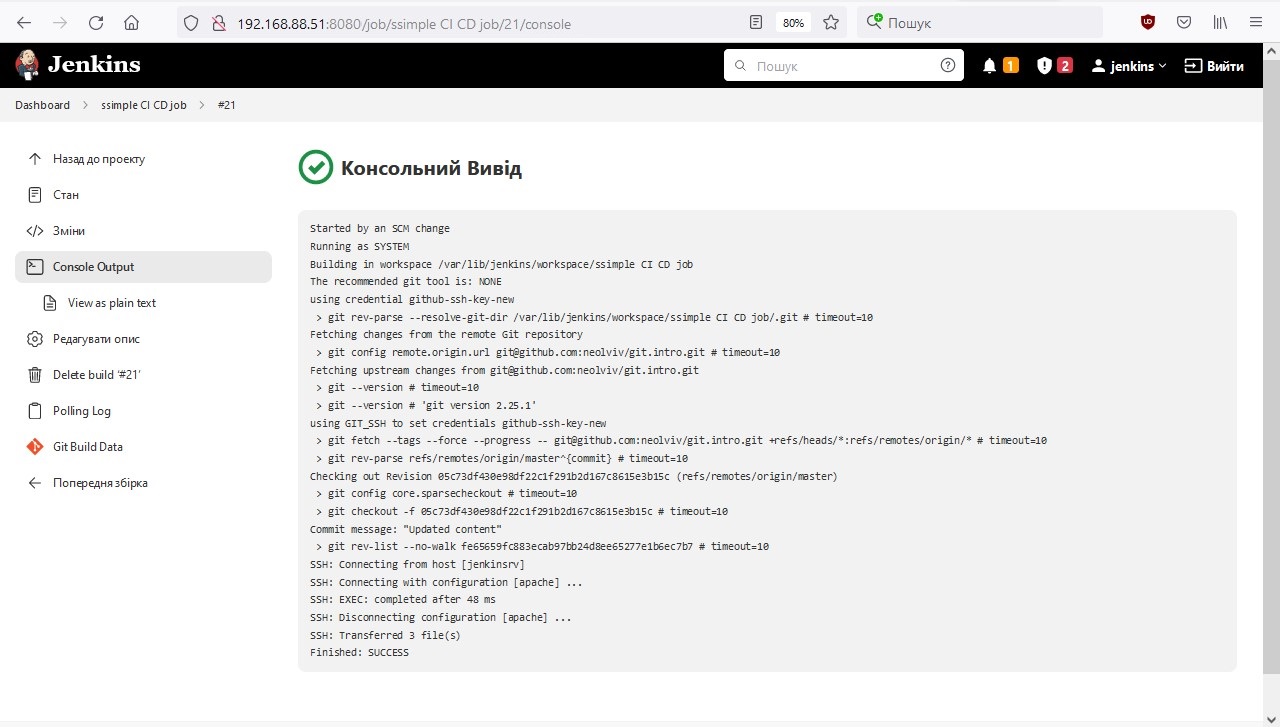 192.168.88.51:8080/job/ssimple CI CD job/21/console
80%
Пошук
Jenkins
Пошук
1
2
jenkins
Вийти
Dashboard
ssimple CI CD job
#21
Назад до проекту
Стан
Зміни
Console Output
View as plain text
Редагувати опис
Delete build '#21'
Polling Log
Git Build Data
Попередня збірка
Консольний Вивід
Started by an SCM change
Running as SYSTEM
Building in workspace /var/lib/jenkins/workspace/ssimple CI CD job
The recommended git tool is: NONE
using credential github-ssh-key-new
> git rev-parse --resolve-git-dir /var/lib/jenkins/workspace/ssimple CI CD job/.git # timeout=10
Fetching changes from the remote Git repository
> git config remote.origin.url git@github.com:neolviv/git.intro.git # timeout=10
Fetching upstream changes from git@github.com:neolviv/git.intro.git
> git --version # timeout=10
> git --version # 'git version 2.25.1'
using GIT_SSH to set credentials github-ssh-key-new
> git fetch --tags --force --progress -- git@github.com:neolviv/git.intro.git +refs/heads/*:refs/remotes/origin/* # timeout=10
> git rev-parse refs/remotes/origin/master^{commit} # timeout=10
Checking out Revision 05c73df430e98df22c1f291b2d167c8615e3b15c (refs/remotes/origin/master)
> git config core.sparsecheckout # timeout=10
> git checkout -f 05c73df430e98df22c1f291b2d167c8615e3b15c # timeout=10
Commit message: "Updated content"
> git rev-list --no-walk fe65659fc883ecab97bb24d8ee65277e1b6ec7b7 # timeout=10
SSH: Connecting from host [jenkinsrv]
SSH: Connecting with configuration [apache] ...
SSH: EXEC: completed after 48 ms
SSH: Disconnecting configuration [apache] ...
SSH: Transferred 3 file(s)
Finished: SUCCESS